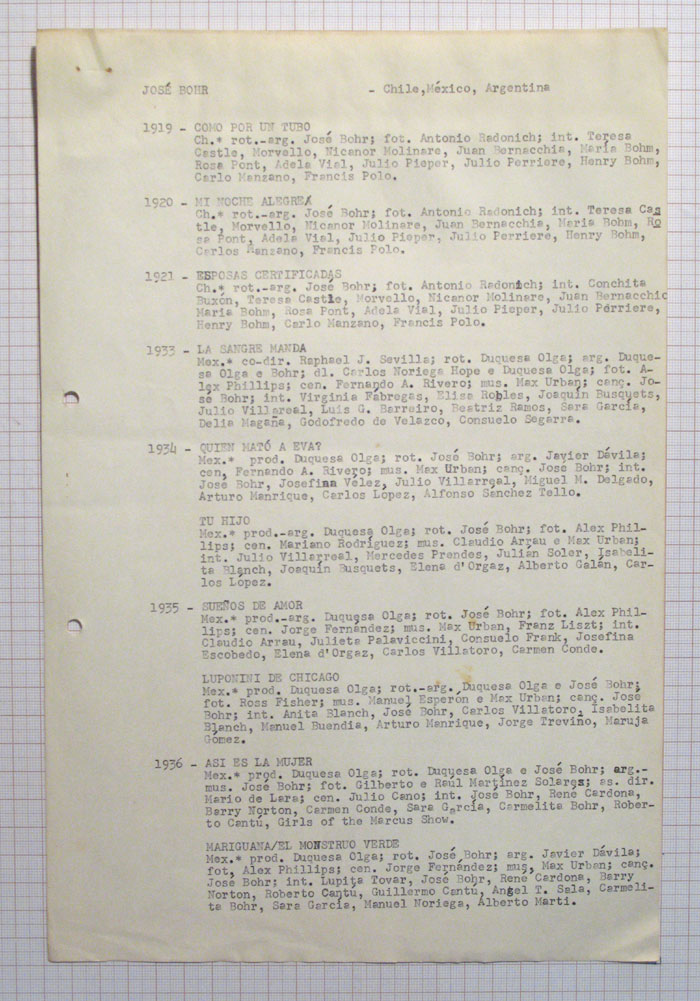 JOSÉ BOHR - Chile,México, Argentina
1919 - COMO POR UN TUBO
Ch.* rot.-arg. José Bohr; fot. Antonio Radonich; int. Teresa
Castle, Morvello, Nicanor Molinare, Juan Bernacchia, María Bohm,
Rosa Pont, Adela Vial, Julio Pieper, Julio Perriere, Henry Bohm,
Carlo Manzano, Francis Polo.
1920 - MI NOCHE ALEGRE/
Ch.* rot.-arg. José Bohr; fot. Antonio Radonich; int. Teresa Cas
tle, Morvello, Nicanor Molinare, Juan Bernacchia, Maria Bohm, Ro
sa Pont, Adela Vial, Julio Pieper, Julio Perriere, Henry Bohm,
Carlos Manzano, Francis Polo.
1921 - ESPOSAS CERTIFICADAS
Ch.* rot.-arg. José Bohr; fot. Antonio Radonich; int. Conchita
Buxón, Teresa Castle, Morvello, Nicanor Molinare, Juan Bernacchic
Maria Bohm, Rosa Pont, Adela Vial, Julio Pieper, Julio Perriere,
Henry Bohm, Carlo Manzano, Francis Polo.
1933 - LA SANGRE MANDA
Mex.* co-dir. Raphael J. Sevilla; rot. Duquesa Olga; arg. Duque-
sa Olga e Bohr; dl. Carlos Noriega Hope e Duquesa Olga; fot. A-
lex Phillips; cen. Fernando A. Rivero; mus. Max Urban; canç. Jo-
sé Bohr; int. Virginia Fábregas, Elisa Robles, Joaquín Busquets,
Julio Villareal, Luis G. Barreiro, Beatriz Ramos, Sara García,
Delia Magaña, Godofredo de Velazco, Consuelo Segarra.
1934 - QUIEN MATÓ A EVA?
Mex.* prod. Duquesa Olga; rot. José Bohr; arg. Javier Dávila;
cen, Fernando A. Rivero; mus. Max Urban; canç. José Bohr; int.
José Bohr, Josefina Vélez, Julio Villarreal, Miguel M. Delgado,
Arturo Manrique, Carlos López, Alfonso Sanchez Tello.
TU HIJO
Mex.* prod.-arg. Duquesa Olga; rot. José Bohr; fot. Alex Phil-
lips; cen. Mariano Rodríguez; mus. Claudio Arrau e Max Urban;
int. Julio Villarreal, Mercedes Prendes, Julian Soler, Isabeli-
ta Blanch, Joaquín Busquets, Elena d'Orgaz, Alberto Galán, Car-
los López.
1935 - SUEÑOS DE AMOR
Mex.* prod.-arg. Duquesa Olga; rot. José Bohr; fot. Alex Phil-
lips; cen. Jorge Fernández; mus. Max Urban, Franz Liszt; int.
Claudio Arrau, Julieta Palaviccini, Consuelo Frank, Josefina
Escobedo, Elena d'Orgaz, Carlos Villatoro, Carmen Conde.
LUPONINI DE CHICAGO
Mex.* prod. Duquesa Olga; rot.-arg. Duquesa Olga e José Bohr;
fot. Ross Fisher; mus. Manuel Esperón e Max Urban; canç. José
Bohr; int. Anita Blanch, José Bohr, Carlos Villatoro, Isabelita
Blanch, Manuel Buendia, Arturo Manrique, Jorge Treviño, Maruja
Gómez.
1936 - ASI ES LA MUJER
Mex.* prod. Duquesa Olga; rot. Duquesa Olga e José Bohr; arg.-
mus. José Bohr; fot. Gilberto e Raúl Martínez Solares; as. dir.
Mario de Lara; cen. Julio Cano; int. José Bohr, René Cardona,
Barry Norton, Carmen Conde, Sara García, Carmelita Bohr, Rober-
to Cantú, Girls of the Marcus Show.
MARIGUANA/EL MONSTRUO VERDE
Mex.* prod. Duquesa Olga; rot. José Bohr; arg. Javier Dávila;
fot, Alex Phillips; cen. Jorge Fernández; mus, Max Urban; canç.
José Bohr; int. Lupita Tovar, José Bohr, René Cardona, Barry
Norton, Roberto Cantú, Guillermo Cantú, Angel T. Sala, Carmeli-
ta Bohr, Sara García, Manuel Noriega, Alberto Martí.